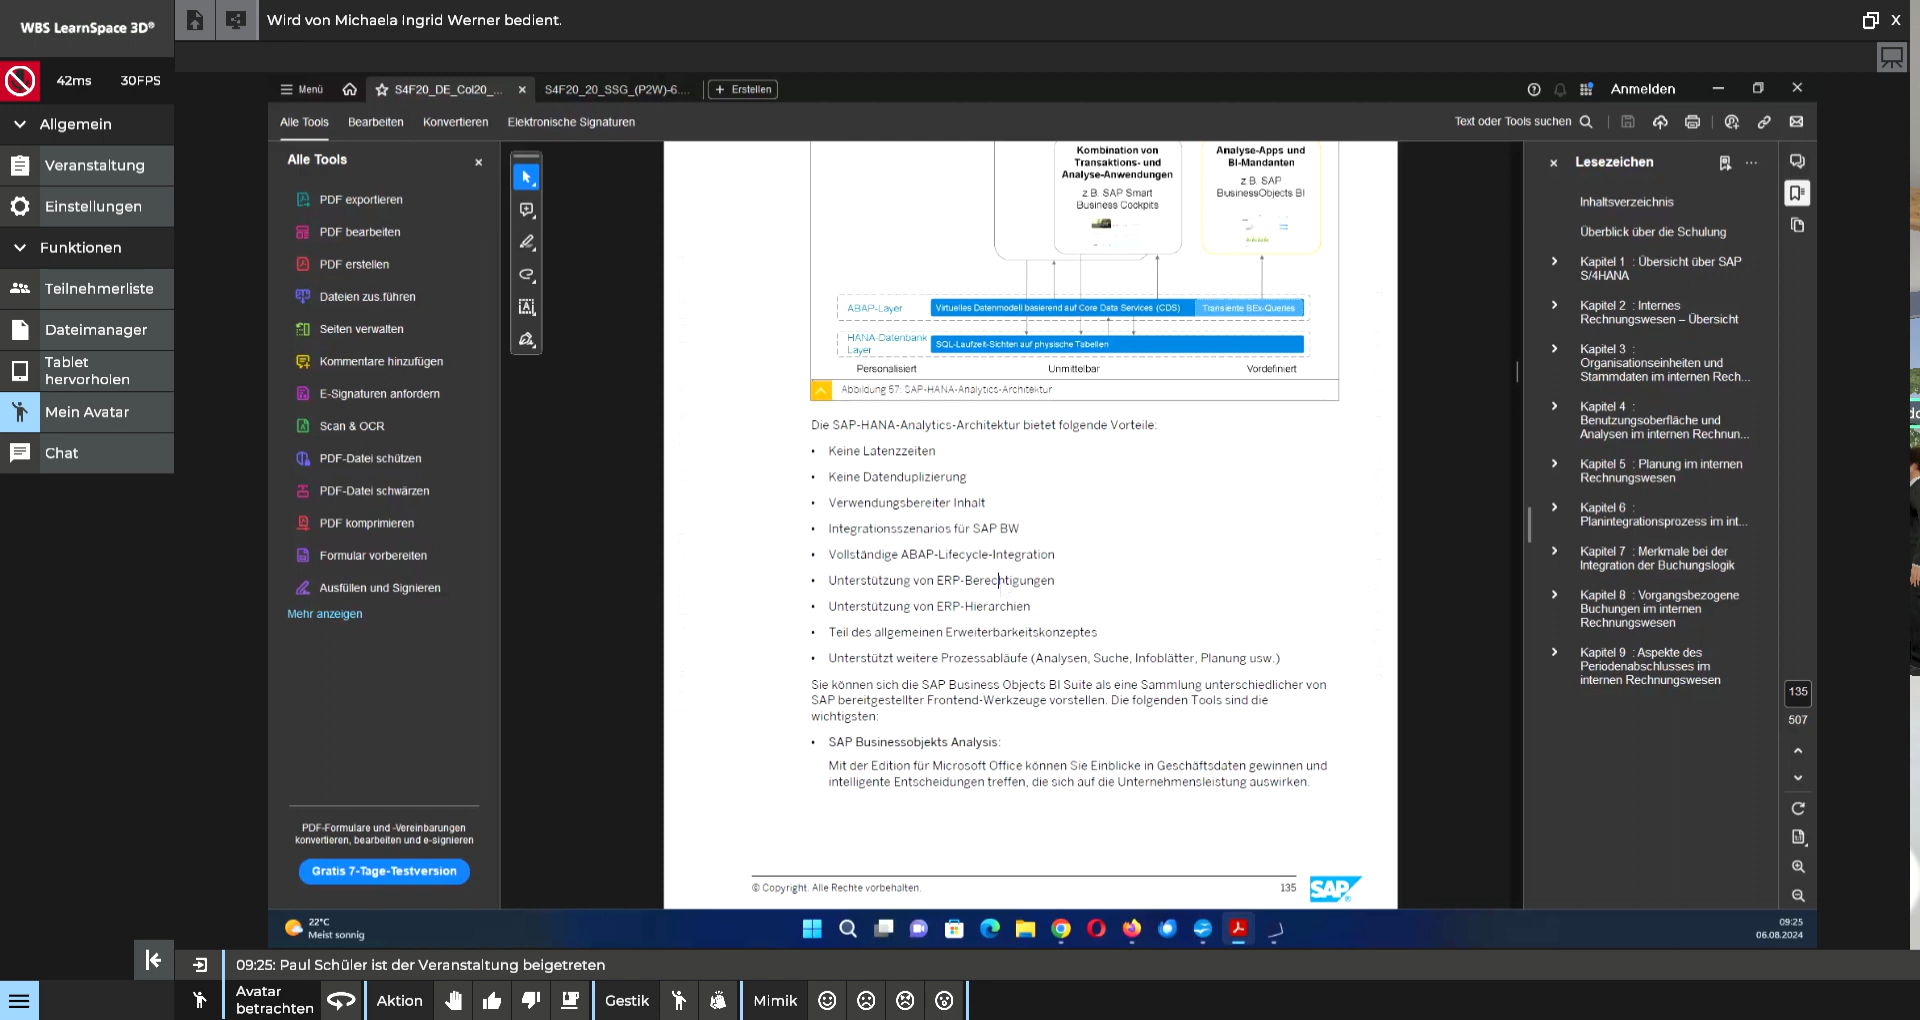 WBS LearnSpace 3D®
Wird von Michaela Ingrid Werner bedient.
X
42ms 30FPS
Allgemein
Veranstaltung
Einstellungen
Funktionen
Teilnehmerliste
Dateimanager
Tablet
hervorholen
Mein Avatar
Chat
Menü
S4F20_DE_Col20_...
S4F20_20_SSG_(P2W)-6....
Erstellen
Anmelden
Alle Tools Bearbeiten Konvertieren Elektronische Signaturen
Text oder Tools suchen
Alle Tools
PDF exportieren
PDF bearbeiten
PDF erstellen
Dateien zus.führen
Seiten verwalten
Kommentare hinzufügen
E-Signaturen anfordern
Scan & OCR
PDF-Datei schützen
PDF-Datei schwärzen
PDF komprimieren
Formular vorbereiten
Ausfüllen und Signieren
Mehr anzeigen
PDF-Formulare und -Vereinbarungen
konvertieren, bearbeiten und e-signieren
Gratis 7-Tage-Testversion
Kombination von
Transaktions- und
Analyse-Anwendungen
z.B. SAP Smart
Business Cockpits
Analyse-Apps und
BI-Mandanten
z.B. SAP
BusinessObjects BI
ABAP-Layer
Virtuelles Datenmodell basierend auf Core Data Services (CDS)
Transiente BEx-Queries
HANA-Datenbank
Layer
SQL-Laufzeit-Sichten auf physische Tabellen
Personalisiert Unmittelbar Vordefiniert
Abbildung 57: SAP-HANA-Analytics-Architektur
Die SAP-HANA-Analytics-Architektur bietet folgende Vorteile:
• Keine Latenzzeiten
• Keine Datenduplizierung
• Verwendungsbereiter Inhalt
• Integrationsszenarios für SAP BW
• Vollständige ABAP-Lifecycle-Integration
• Unterstützung von ERP-Berechtigungen
• Unterstützung von ERP-Hierarchien
• Teil des allgemeinen Erweiterbarkeitskonzeptes
• Unterstützt weitere Prozessabläufe (Analysen, Suche, Infoblätter, Planung usw.)
Sie können sich die SAP Business Objects BI Suite als eine Sammlung unterschiedlicher von
SAP bereitgestellter Frontend-Werkzeuge vorstellen. Die folgenden Tools sind die
wichtigsten:
• SAP Businessobjekts Analysis:
Mit der Edition für Microsoft Office können Sie Einblicke in Geschäftsdaten gewinnen und
intelligente Entscheidungen treffen, die sich auf die Unternehmensleistung auswirken.
© Copyright. Alle Rechte vorbehalten.
135
SAP
Lesezeichen
Inhaltsverzeichnis
Überblick über die Schulung
Kapitel 1 : Übersicht über SAP
S/4HANA
Kapitel 2 : Internes
Rechnungswesen – Übersicht
Kapitel 3 :
Organisationseinheiten und
Stammdaten im internen Rech...
Kapitel 4 :
Benutzungsoberfläche und
Analysen im internen Rechnun...
Kapitel 5 : Planung im internen
Rechnungswesen
Kapitel 6 :
Planintegrationsprozess im int...
Kapitel 7 : Merkmale bei der
Integration der Buchungslogik
Kapitel 8 : Vorgangsbezogene
Buchungen im internen
Rechnungswesen
Kapitel 9 : Aspekte des
Periodenabschlusses im
internen Rechnungswesen
135
507
22°C
Meist sonnig
09:25
06.08.2024
09:25: Paul Schüler ist der Veranstaltung beigetreten
Avatar
betrachten
Aktion
Gestik
Mimik